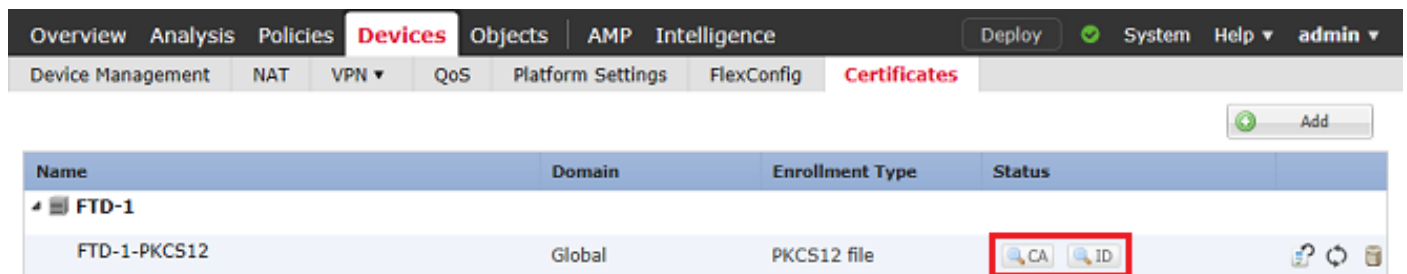 Overview Analysis Policies Devices Objects AMP Intelligence Deploy System Help admin
Device Management NAT VPN QoS Platform Settings FlexConfig Certificates
Add
Name Domain Enrollment Type Status
FTD-1
FTD-1-PKCS12 Global PKCS12 file CA ID